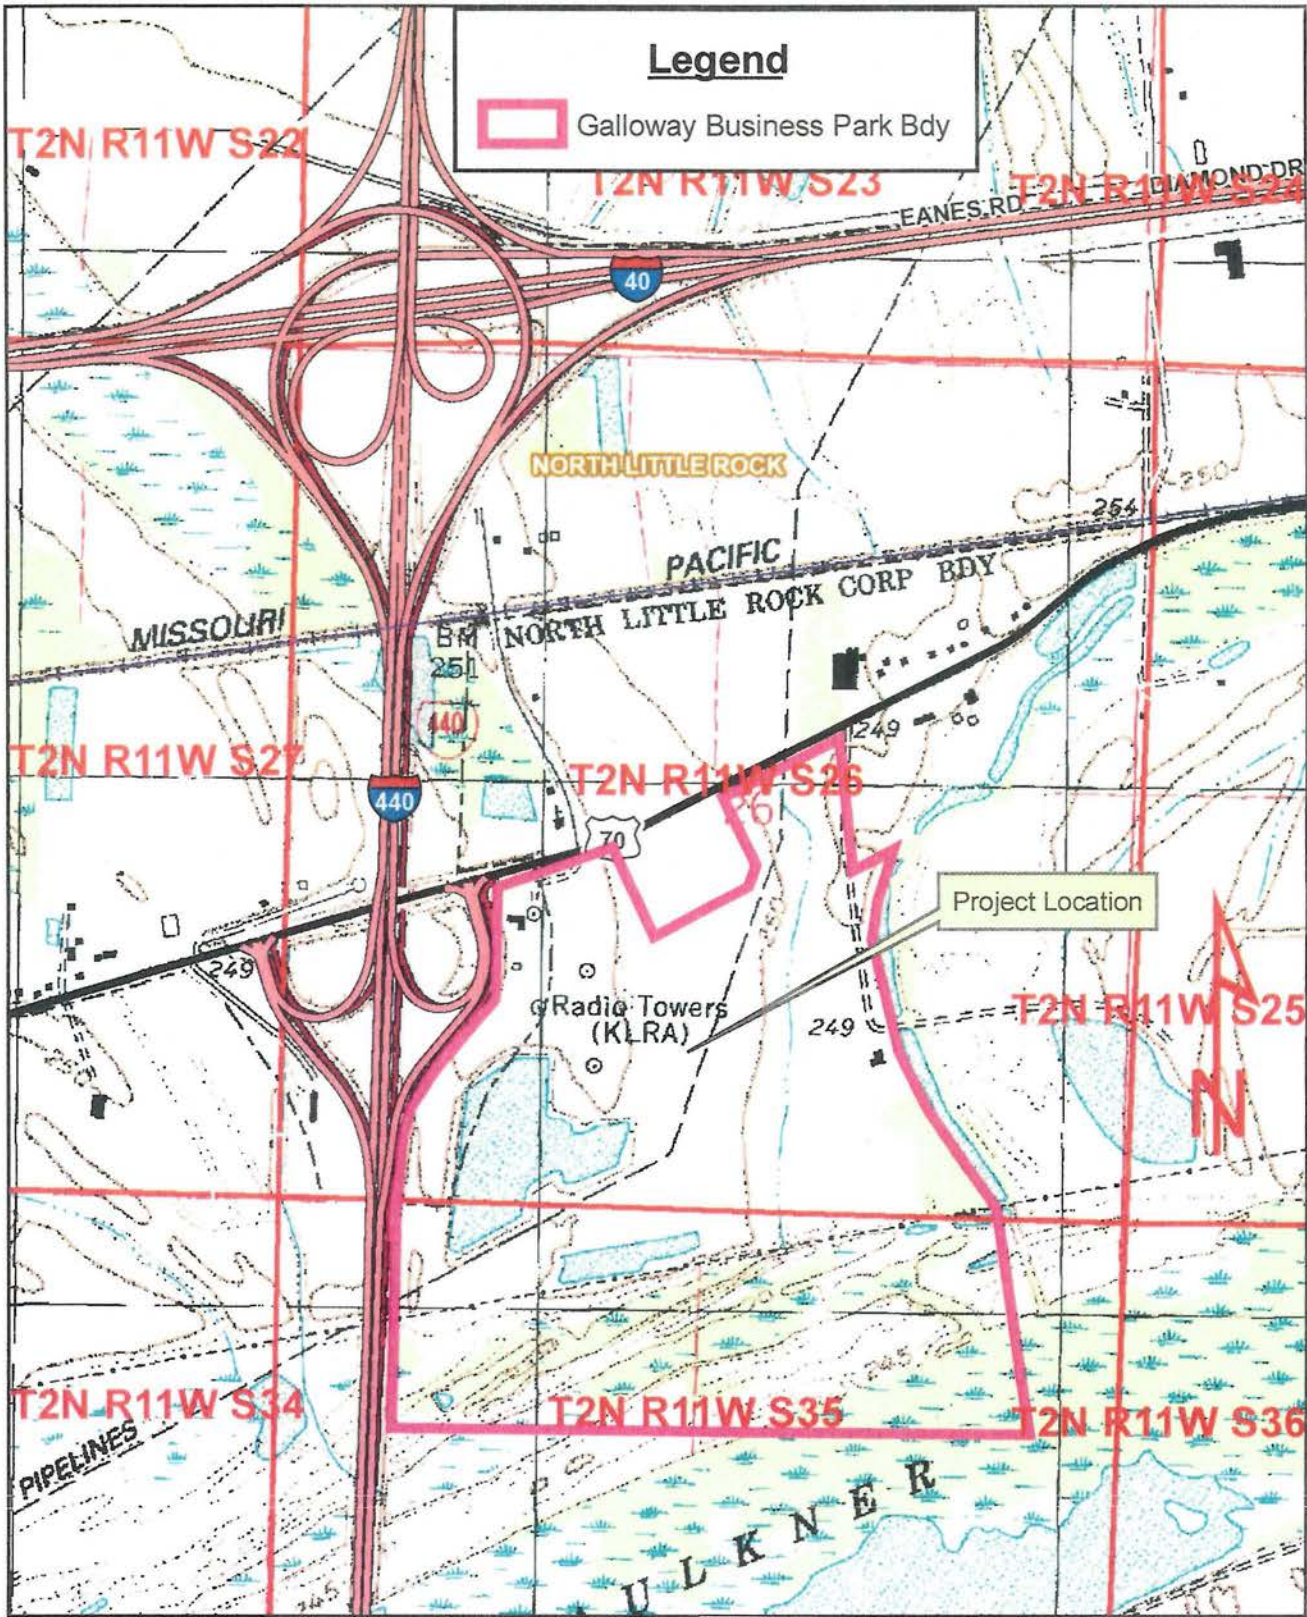 Legend
Galloway Business Park Bdy
T2N R11W S22
T2N R11W S23
T2N R11W S24
DIAMOND DR
EANES RD
40
NORTH LITTLE ROCK
250
254
PACIFIC
MISSOURI
NORTH LITTLE ROCK CORP BDY
BM
251
440
249
T2N R11W S27
T2N R11W S26
26
440
70
Project Location
250
249
Radio Towers
(KLRA)
249
T2N R11W S25
N
245
T2N R11W S34
T2N R11W S35
T2N R11W S36
PIPELINES
ULKNER
245